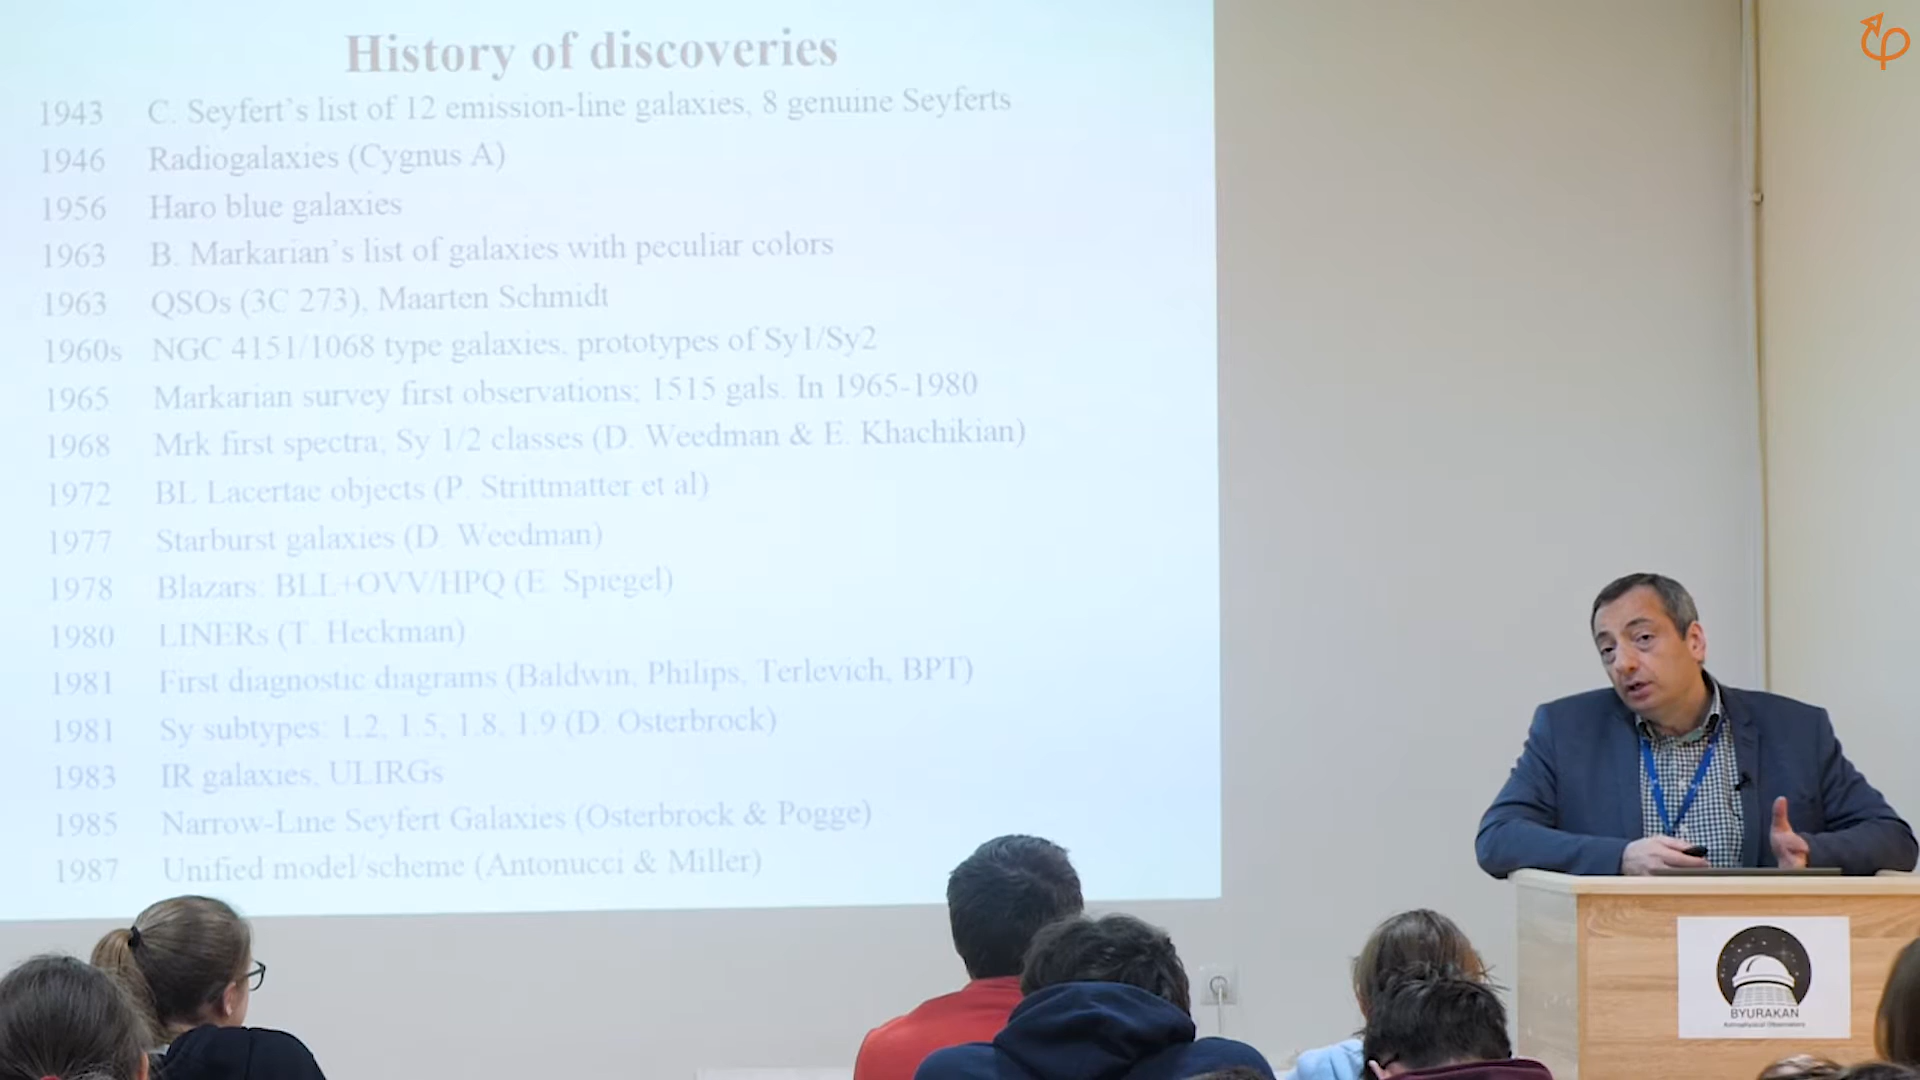 History of discoveries
1943 C. Seyfert's list of 12 emission-line galaxies, 8 genuine Seyferts
1946 Radiogalaxies (Cygnus A)
1956 Haro blue galaxies
1963 B. Markarian's list of galaxies with peculiar colors
1963 QSOs (3C 273), Maarten Schmidt
1960s NGC 4151/1068 type galaxies, prototypes of Sy1/Sy2
1965 Markarian survey first observations; 1515 gals. In 1965-1980
1968 Mrk first spectra; Sy 1/2 classes (D. Weedman & E. Khachikian)
1972 BL Lacertae objects (P. Strittmatter et al)
1977 Starburst galaxies (D. Weedman)
1978 Blazars: BLL+OVV/HPQ (E. Spiegel)
1980 LINERs (T. Heckman)
1981 First diagnostic diagrams (Baldwin, Philips, Terlevich, BPT)
1981 Sy subtypes: 1.2, 1.5, 1.8, 1.9 (D. Osterbrock)
1983 IR galaxies, ULIRGs
1985 Narrow-Line Seyfert Galaxies (Osterbrock & Pogge)
1987 Unified model/scheme (Antonucci & Miller)
BYURAKAN
Astrophysical Observatory